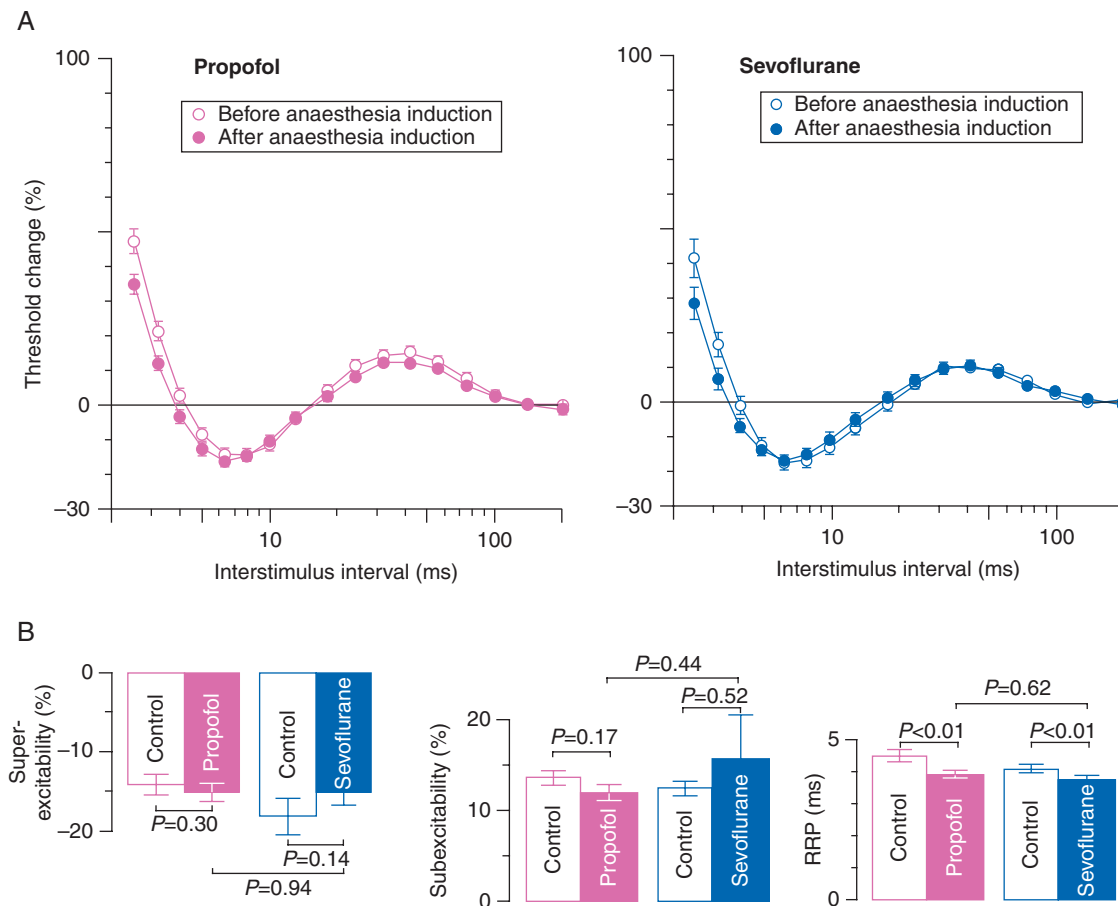 A
Propofol
Before anaesthesia induction
After anaesthesia induction
Threshold change (%)
100
0
–30
10
100
Interstimulus interval (ms)
Sevoflurane
Before anaesthesia induction
After anaesthesia induction
100
0
–30
10
100
Interstimulus interval (ms)
B
Super-
excitability (%)
0
–10
–20
Control
Propofol
Control
Sevoflurane
P=0.30
P=0.14
P=0.94
Subexcitability (%)
20
10
0
Control
Propofol
Control
Sevoflurane
P=0.44
P=0.52
P=0.17
RRP (ms)
5
0
Control
Propofol
Control
Sevoflurane
P=0.62
P<0.01
P<0.01